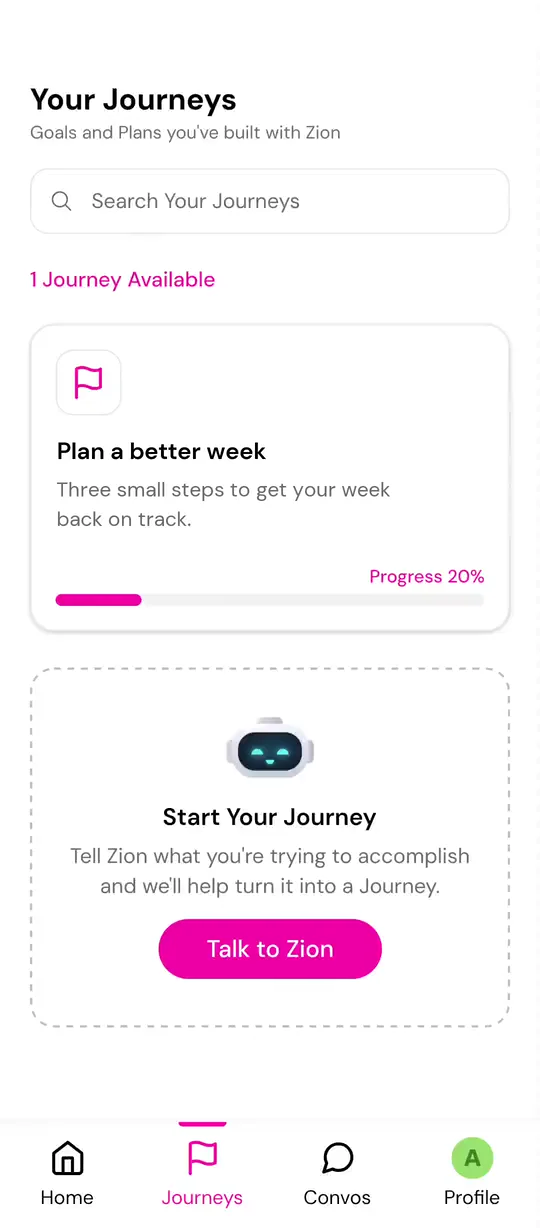 Your Journeys
Goals and Plans you've built with Zion
Search Your Journeys
1 Journey Available
Plan a better week
Three small steps to get your week
back on track.
Progress 20%
Start Your Journey
Tell Zion what you're trying to accomplish
and we'll help turn it into a Journey.
Talk to Zion
A
Home
Journeys
Convos
Profile